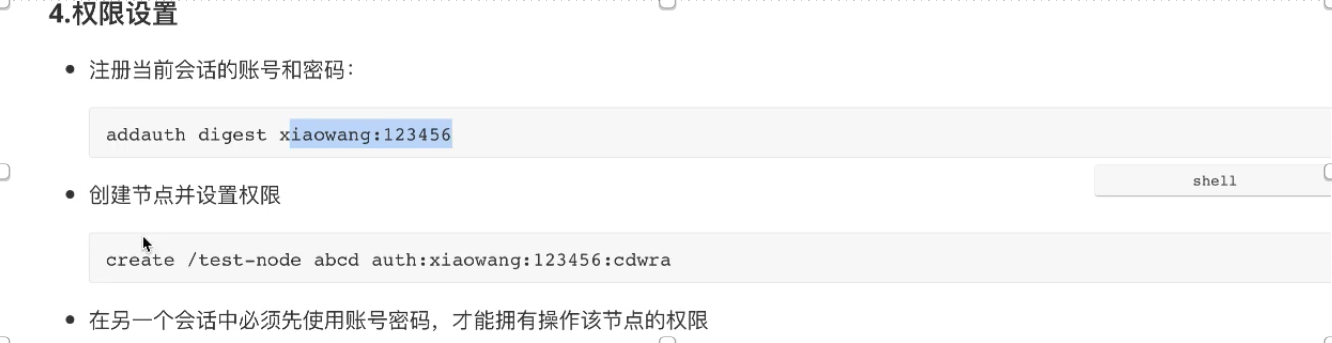 4.权限设置
注册当前会话的账号和密码：
addauth digest xiaowang:123456
创建节点并设置权限
shell
create /test-node abcd auth:xiaowang:123456:cdwra
在另一个会话中必须先使用账号密码，才能拥有操作该节点的权限